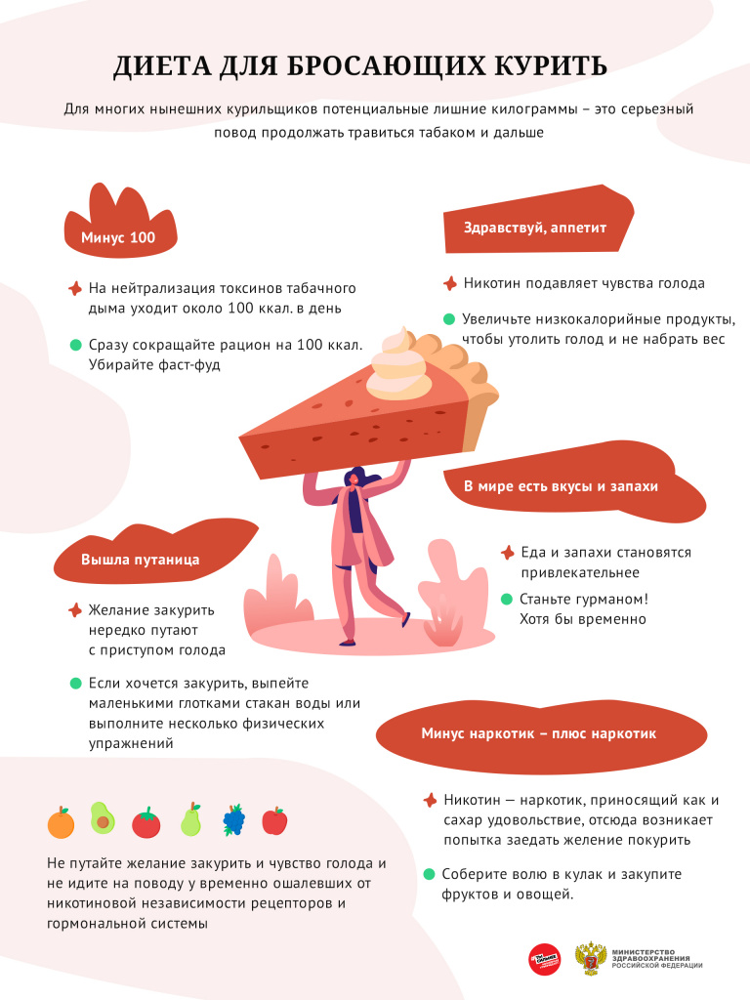 ДИЕТА ДЛЯ БРОСАЮЩИХ КУРИТЬ
Для многих нынешних курильщиков потенциальные лишние килограммы – это серьезный
повод продолжать травиться табаком и дальше
Минус 100
На нейтрализация токсинов табачного
дыма уходит около 100 ккал. в день
Сразу сокращайте рацион на 100 ккал.
Убирайте фаст-фуд
Здравствуй, аппетит
Никотин подавляет чувства голода
Увеличьте низкокалорийные продукты,
чтобы утолить голод и не набрать вес
В мире есть вкусы и запахи
Еда и запахи становятся
привлекательнее
Станьте гурманом!
Хотя бы временно
Вышла путаница
Желание закурить
нередко путают
с приступом голода
Если хочется закурить, выпейте
маленькими глотками стакан воды или
выполните несколько физических
упражнений
Минус наркотик – плюс наркотик
Никотин — наркотик, приносящий как и
сахар удовольствие, отсюда возникает
попытка заедать желение покурить
Соберите волю в кулак и закупите
фруктов и овощей.
Не путайте желание закурить и чувство голода и
не идите на поводу у временно ошалевших от
никотиновой независимости рецепторов и
гормональной системы
МИНИСТЕРСТВО
ЗДРАВООХРАНЕНИЯ
РОССИЙСКОЙ ФЕДЕРАЦИИ